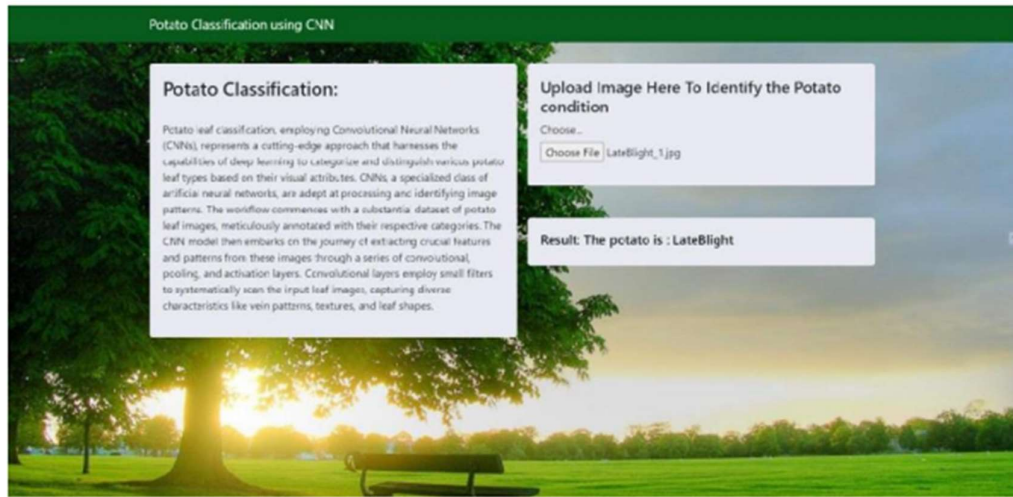 Potato Classification using CNN
Potato Classification:
Potato leaf classification, employing Convolutional Neural Networks
(CNNs), represents a cutting-edge approach that harnesses the
capabilities of deep learning to categorize and distinguish various potato
leaf types based on their visual attributes. CNNs, a specialized class of
artificial neural networks, are adept at processing and identifying image
patterns. The workflow commences with a substantial dataset of potato
leaf images, meticulously annotated with their respective categories. The
CNN model then embarks on the journey of extracting crucial features
and patterns from these images through a series of convolutional,
pooling, and activation layers. Convolutional layers employ small filters
to systematically scan the input leaf images, capturing diverse
characteristics like vein patterns, textures, and leaf shapes.
Upload Image Here To Identify the Potato
condition
Choose...
Choose File LateBlight_1.jpg
Result: The potato is : LateBlight